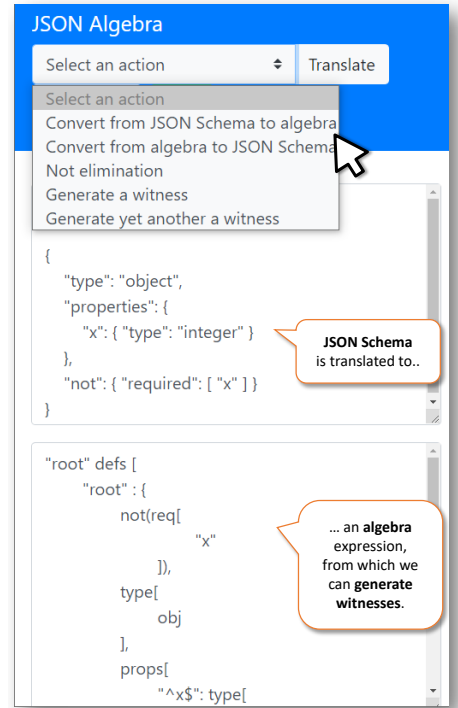 JSON Algebra
Select an action
Translate
Select an action
Convert from JSON Schema to algebra
Convert from algebra to JSON Schema
Not elimination
Generate a witness
Generate yet another a witness
{
"type": "object",
"properties": {
"x": { "type": "integer" }
},
"not": { "required": [ "x" ] }
}
JSON Schema
is translated to..
"root" defs [
"root" : {
not(req[
"x"
]),
type[
obj
],
props[
"^x$": type[
... an algebra
expression,
from which we
can generate
witnesses.